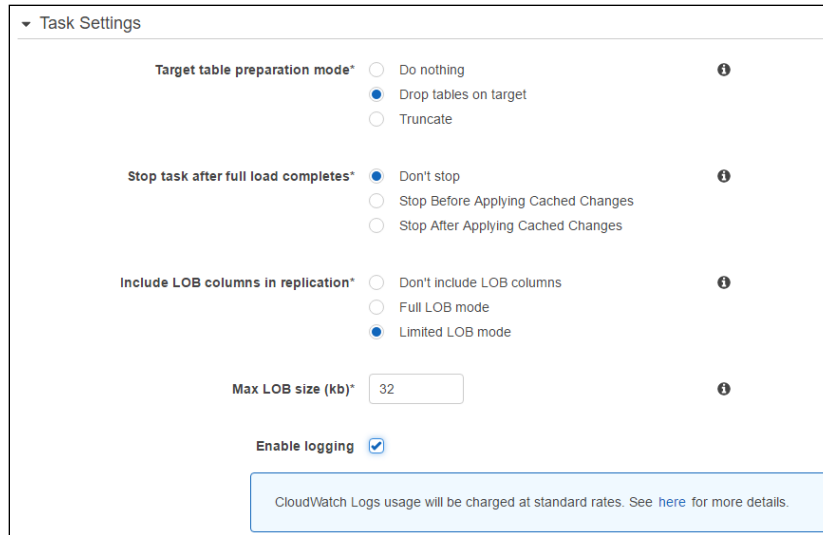 Task Settings
Target table preparation mode* Do nothing
Drop tables on target
Truncate
Stop task after full load completes* Don't stop
Stop Before Applying Cached Changes
Stop After Applying Cached Changes
Include LOB columns in replication* Don't include LOB columns
Full LOB mode
Limited LOB mode
Max LOB size (kb)* 32
Enable logging
CloudWatch Logs usage will be charged at standard rates. See here for more details.